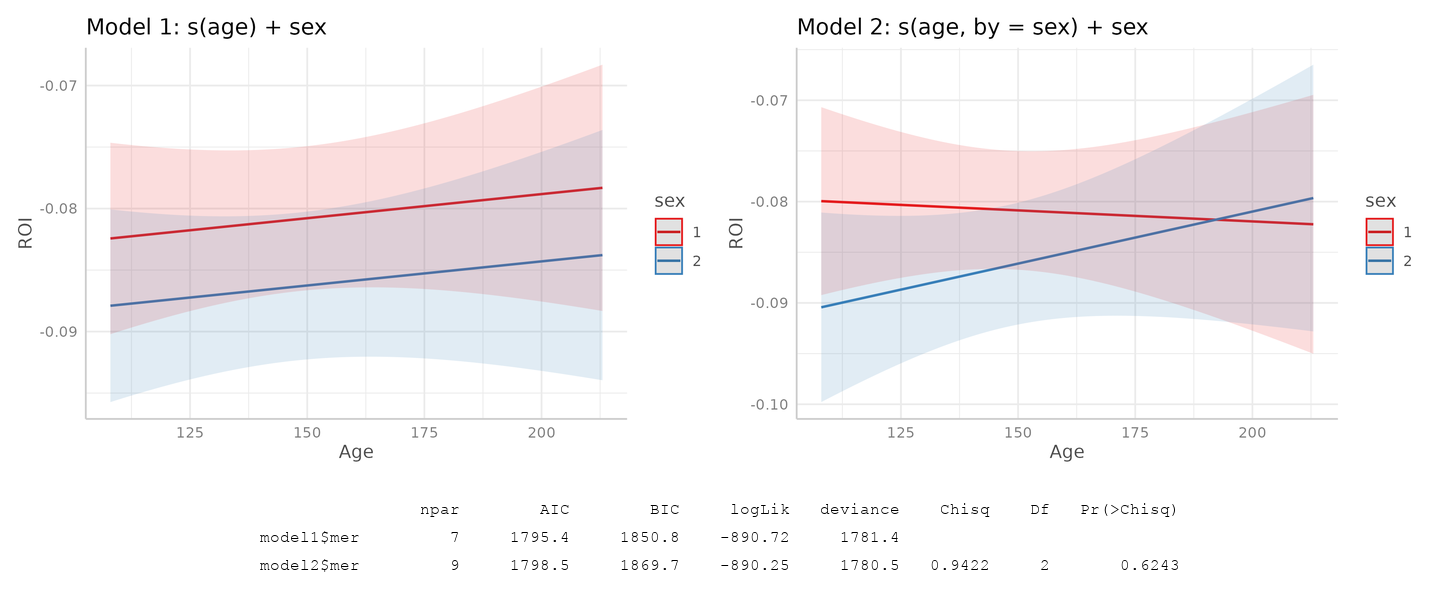 Model 1: s(age) + sex
-0.07
-0.08
-0.09
ROI
125 150 175 200
Age
sex
1
2
Model 2: s(age, by = sex) + sex
-0.07
-0.08
-0.09
-0.10
ROI
125 150 175 200
Age
sex
1
2
npar AIC BIC logLik deviance Chisq Df Pr(>Chisq)
model1$mer 7 1795.4 1850.8 -890.72 1781.4
model2$mer 9 1798.5 1869.7 -890.25 1780.5 0.9422 2 0.6243